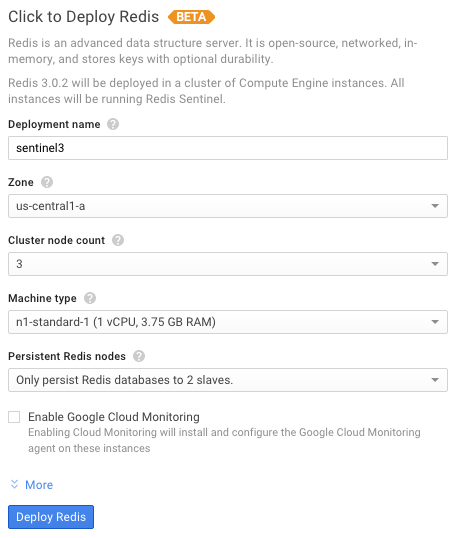 Click to Deploy Redis BETA
Redis is an advanced data structure server. It is open-source, networked, in-
memory, and stores keys with optional durability.
Redis 3.0.2 will be deployed in a cluster of Compute Engine instances. All
instances will be running Redis Sentinel.
Deployment name ?
sentinel3
Zone ?
us-central1-a
Cluster node count ?
3
Machine type ?
n1-standard-1 (1 vCPU, 3.75 GB RAM)
Persistent Redis nodes ?
Only persist Redis databases to 2 slaves.
Enable Google Cloud Monitoring
Enabling Cloud Monitoring will install and configure the Google Cloud Monitoring
agent on these instances
More
Deploy Redis